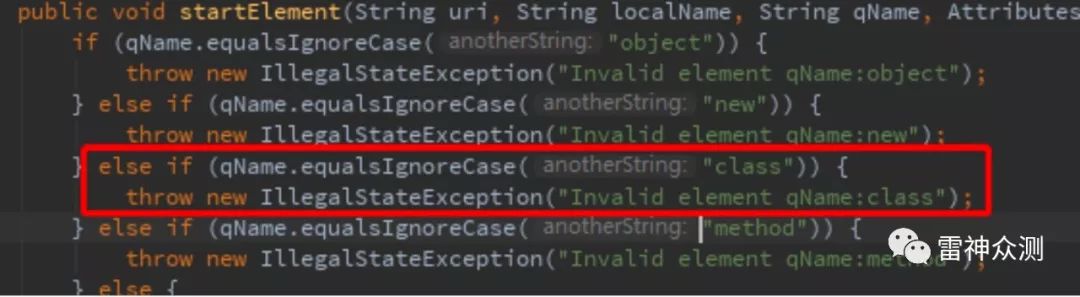 public void startElement(String uri, String localName, String qName, Attributes
if (qName.equalsIgnoreCase( anotherString: "object")) {
throw new IllegalStateException("Invalid element qName:object");
} else if (qName.equalsIgnoreCase( anotherString: "new")) {
throw new IllegalStateException("Invalid element qName:new");
} else if (qName.equalsIgnoreCase( anotherString: "class")) {
throw new IllegalStateException("Invalid element qName:class");
} else if (qName.equalsIgnoreCase( anotherString: "method")) {
throw new IllegalStateException("Invalid element qName:method");
} else {
雷神众测